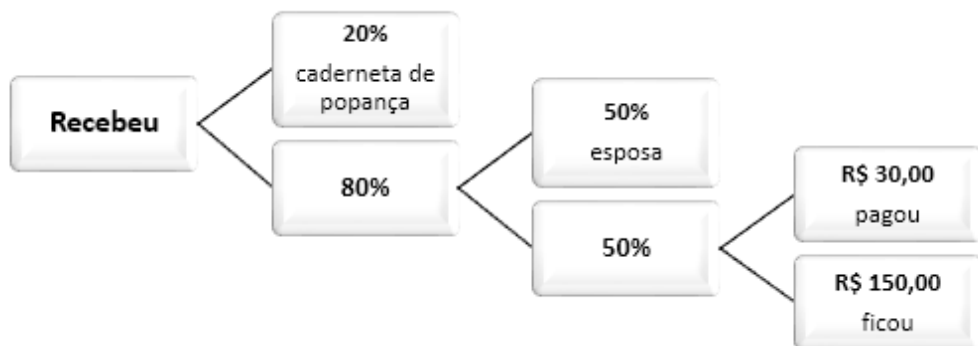 Recebeu
20%
caderneta de
popança
80%
50%
esposa
50%
R$ 30,00
pagou
R$ 150,00
ficou